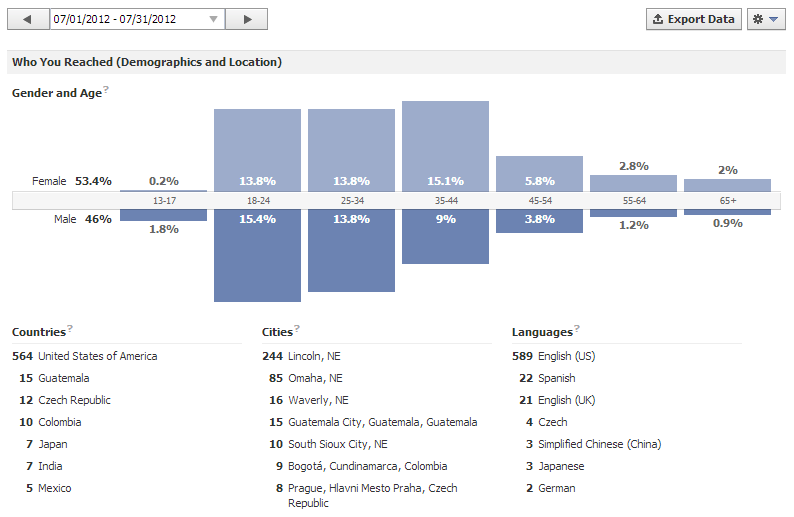 07/01/2012 - 07/31/2012
Export Data
Who You Reached (Demographics and Location)
Gender and Age?
Female 53.4% 0.2% 13.8% 13.8% 15.1% 5.8% 2.8% 2%
13-17 18-24 25-34 35-44 45-54 55-64 65+
Male 46% 1.8% 15.4% 13.8% 9% 3.8% 1.2% 0.9%
Countries?
564 United States of America
15 Guatemala
12 Czech Republic
10 Colombia
7 Japan
7 India
5 Mexico
Cities?
244 Lincoln, NE
85 Omaha, NE
16 Waverly, NE
15 Guatemala City, Guatemala, Guatemala
10 South Sioux City, NE
9 Bogotá, Cundinamarca, Colombia
8 Prague, Hlavni Mesto Praha, Czech
Republic
Languages?
589 English (US)
22 Spanish
21 English (UK)
4 Czech
3 Simplified Chinese (China)
3 Japanese
2 German